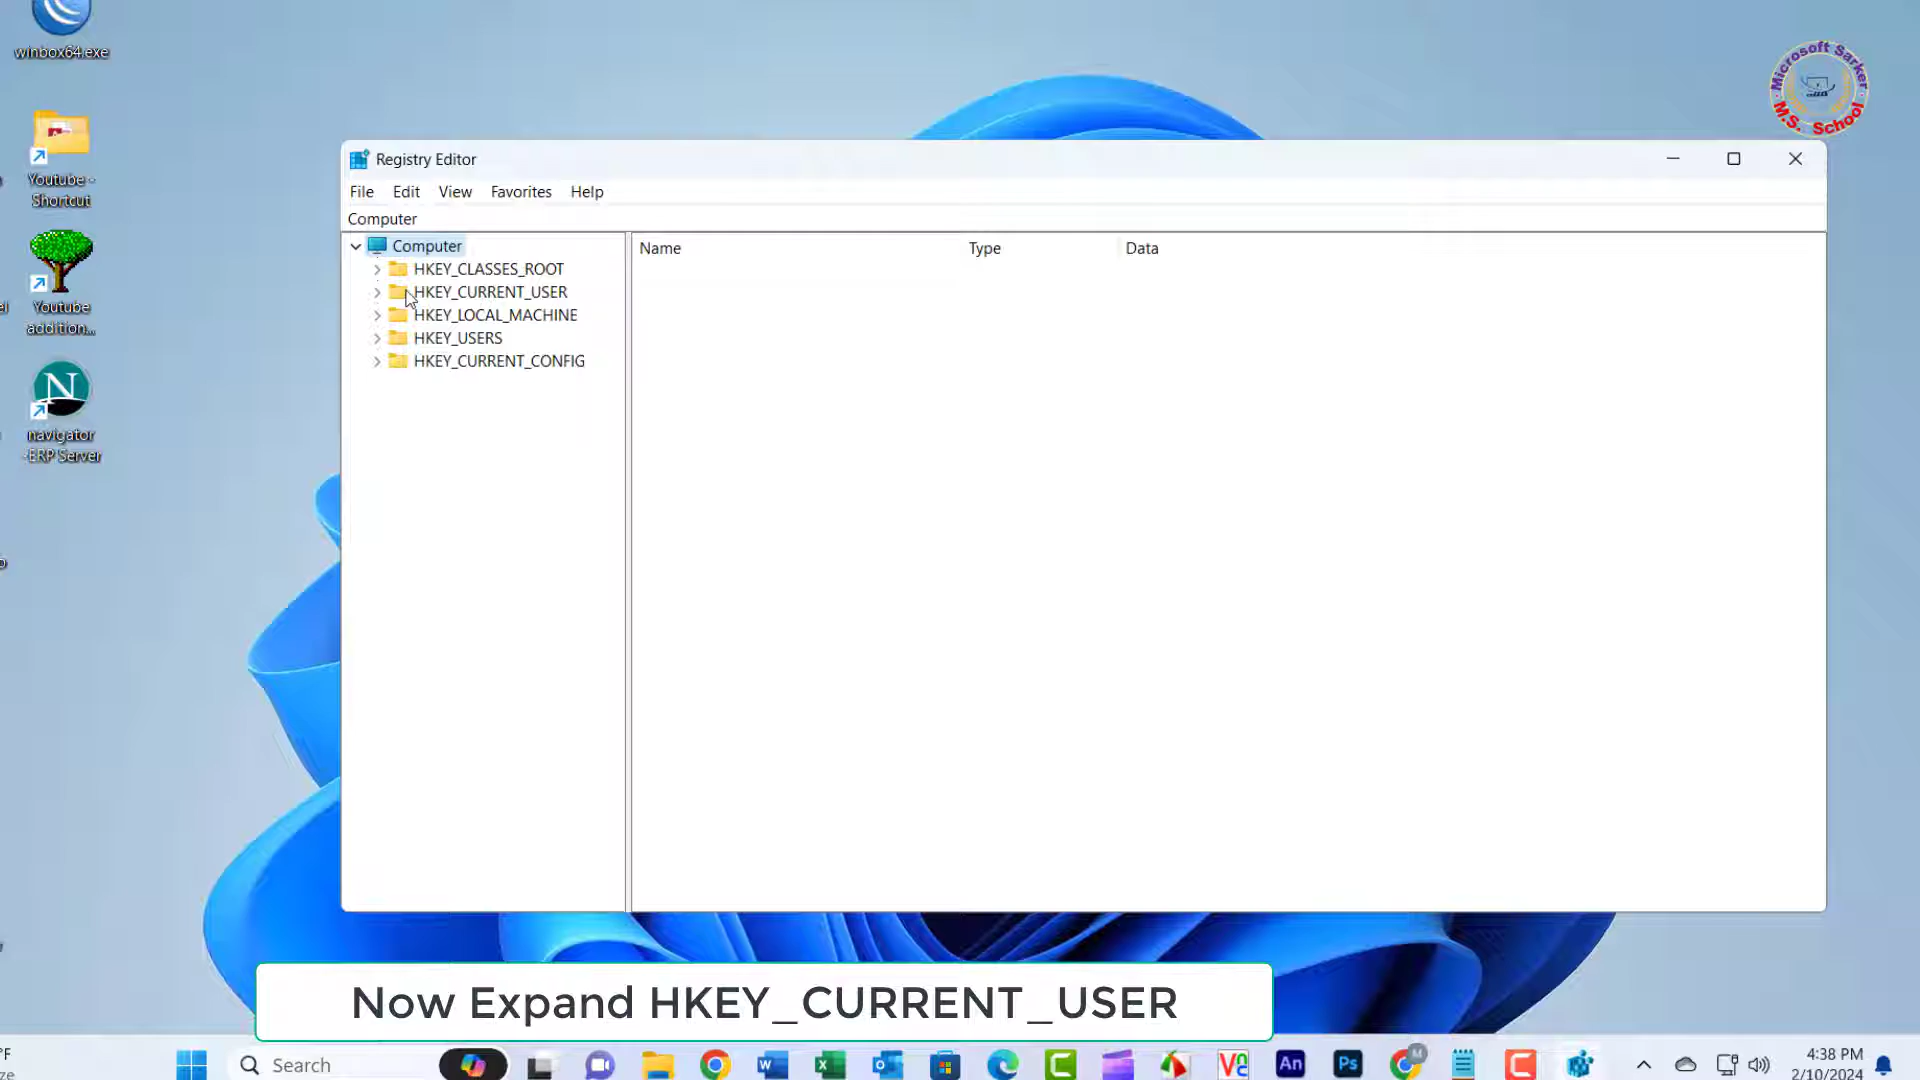 winbox64.exe
Youtube -
Shortcut
Youtube
addition...
navigator
-ERP Server
Microsoft Sarker
M.S. School
Registry Editor
File Edit View Favorites Help
Computer
Computer
HKEY_CLASSES_ROOT
HKEY_CURRENT_USER
HKEY_LOCAL_MACHINE
HKEY_USERS
HKEY_CURRENT_CONFIG
Name Type Data
Now Expand HKEY_CURRENT_USER
Search
An
Ps
4:38 PM
2/10/2024